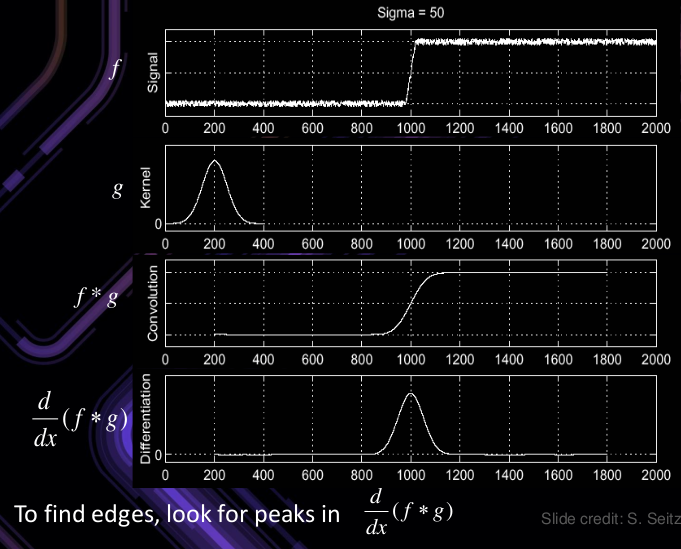 Sigma = 50
f
Signal
0 200 400 600 800 1000 1200 1400 1600 1800 2000
g
Kernel
0
0 200 400 600 800 1000 1200 1400 1600 1800 2000
f * g
Convolution
0 200 400 600 800 1000 1200 1400 1600 1800 2000
d/dx (f * g)
Differentiation
0
0 200 400 600 800 1000 1200 1400 1600 1800 2000
To find edges, look for peaks in d/dx (f * g)
Slide credit: S. Seitz